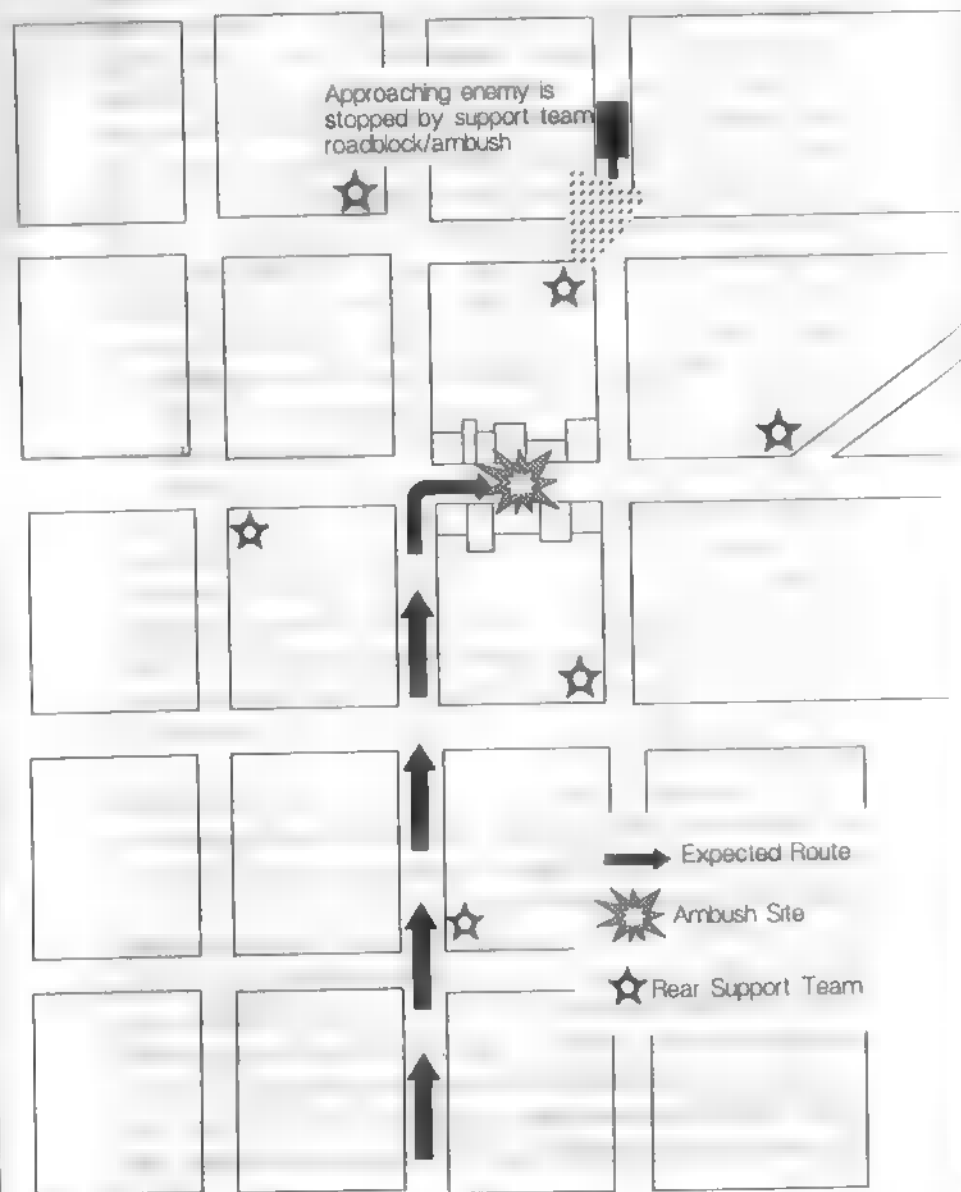 Approaching enemy is
stopped by support team
roadblock/ambush
Expected Route
Ambush Site
Rear Support Team